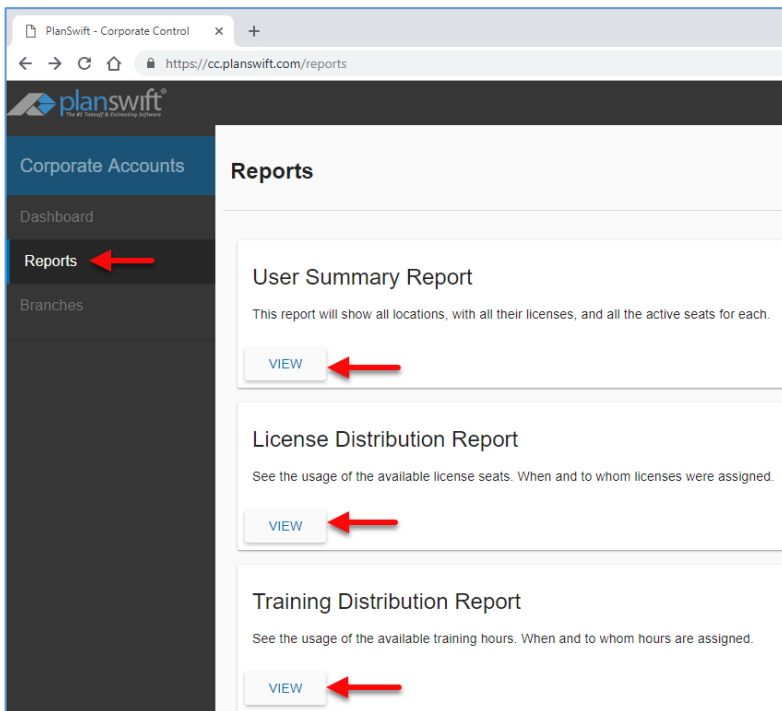 PlanSwift - Corporate Control
https://cc.planswift.com/reports
planswift®
The #1 Takeoff & Estimating Software
Corporate Accounts
Reports
Dashboard
Reports
Branches
User Summary Report
This report will show all locations, with all their licenses, and all the active seats for each.
VIEW
License Distribution Report
See the usage of the available license seats. When and to whom licenses were assigned.
VIEW
Training Distribution Report
See the usage of the available training hours. When and to whom hours are assigned.
VIEW